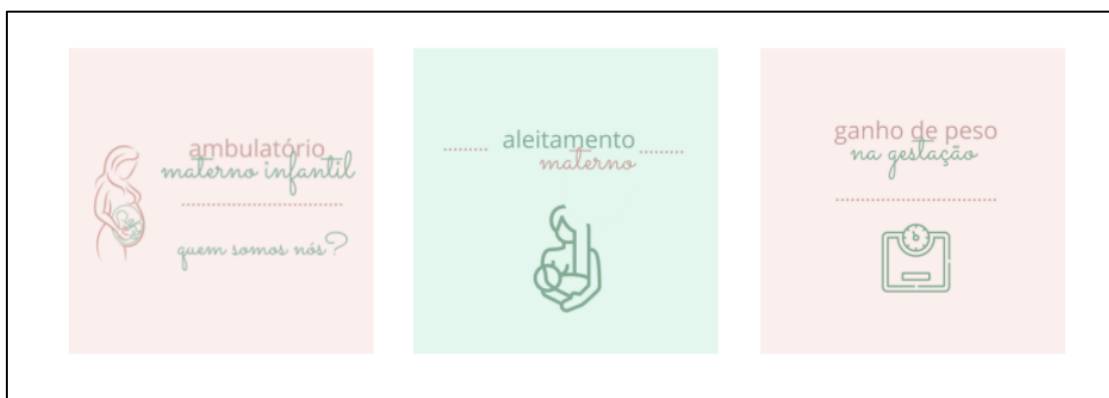 ambulatório
materno infantil
quem somos nós?
aleitamento
materno
ganho de peso
na gestação